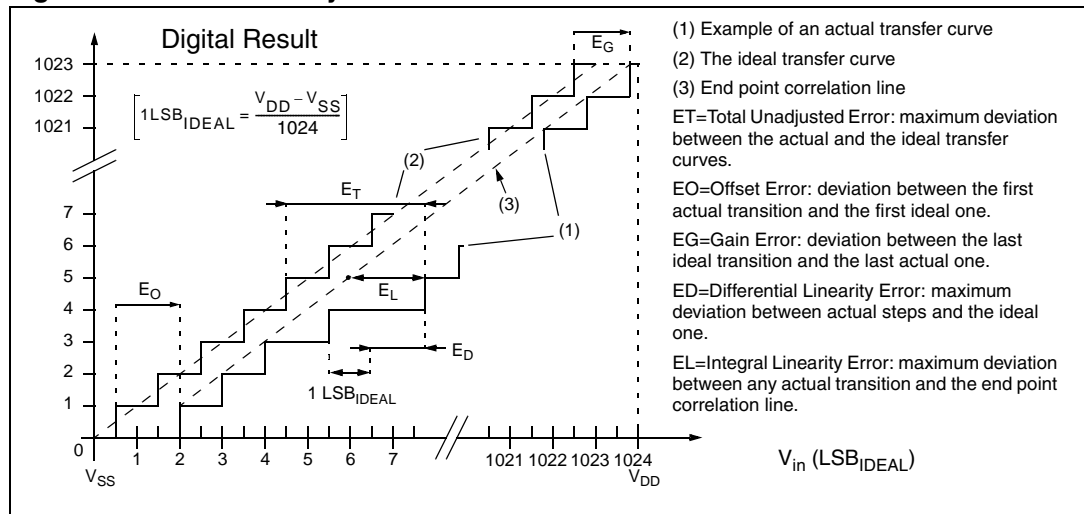 Digital Result
E_G
1023
1022
1021
[1LSB_IDEAL = (V_DD – V_SS) / 1024]
(2)
E_T
(3)
(1)
7
6
5
4
3
2
1
0
E_O
E_L
E_D
1 LSB_IDEAL
1 2 3 4 5 6 7 1021 1022 1023 1024
V_SS
V_DD
V_in (LSB_IDEAL)
(1) Example of an actual transfer curve
(2) The ideal transfer curve
(3) End point correlation line
ET=Total Unadjusted Error: maximum deviation
between the actual and the ideal transfer
curves.
EO=Offset Error: deviation between the first
actual transition and the first ideal one.
EG=Gain Error: deviation between the last
ideal transition and the last actual one.
ED=Differential Linearity Error: maximum
deviation between actual steps and the ideal
one.
EL=Integral Linearity Error: maximum deviation
between any actual transition and the end point
correlation line.